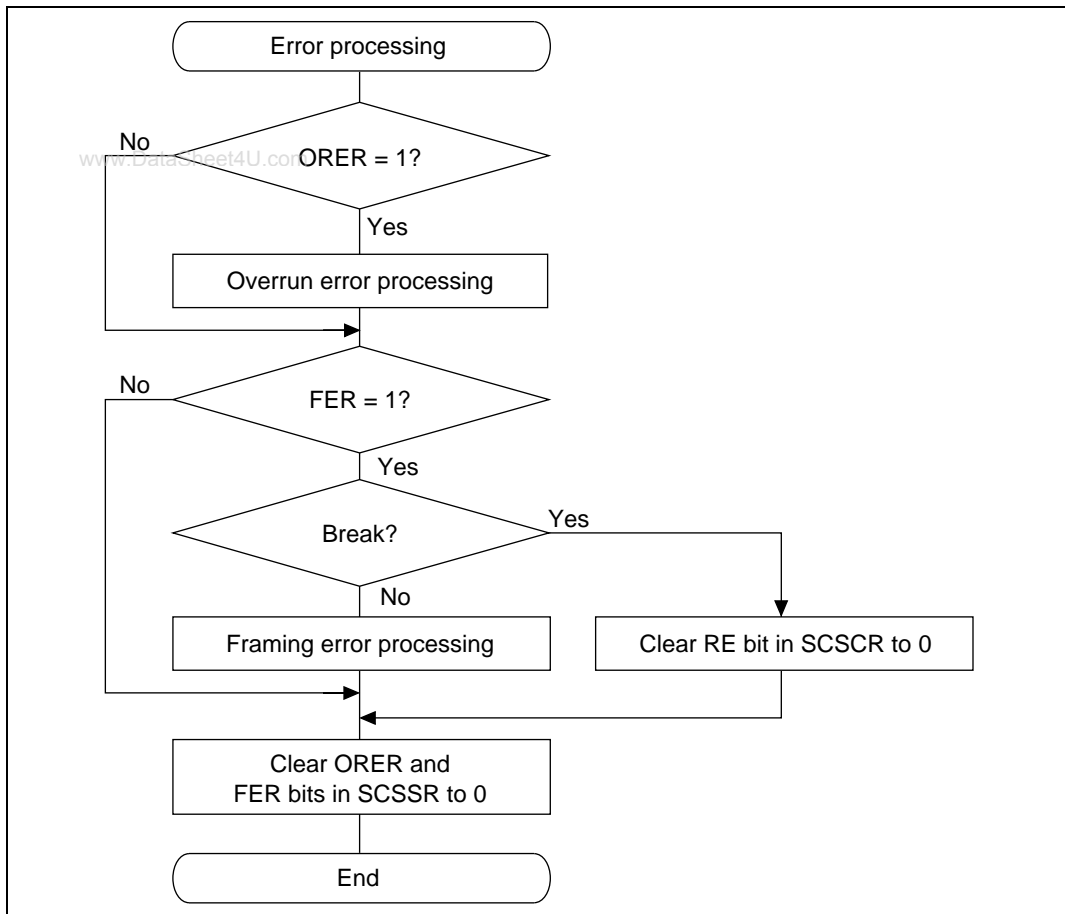 Error processing
No
www.DataSheet4U.com
ORER = 1?
Yes
Overrun error processing
No
FER = 1?
Yes
Break?
Yes
No
Framing error processing
Clear RE bit in SCSCR to 0
Clear ORER and
FER bits in SCSSR to 0
End